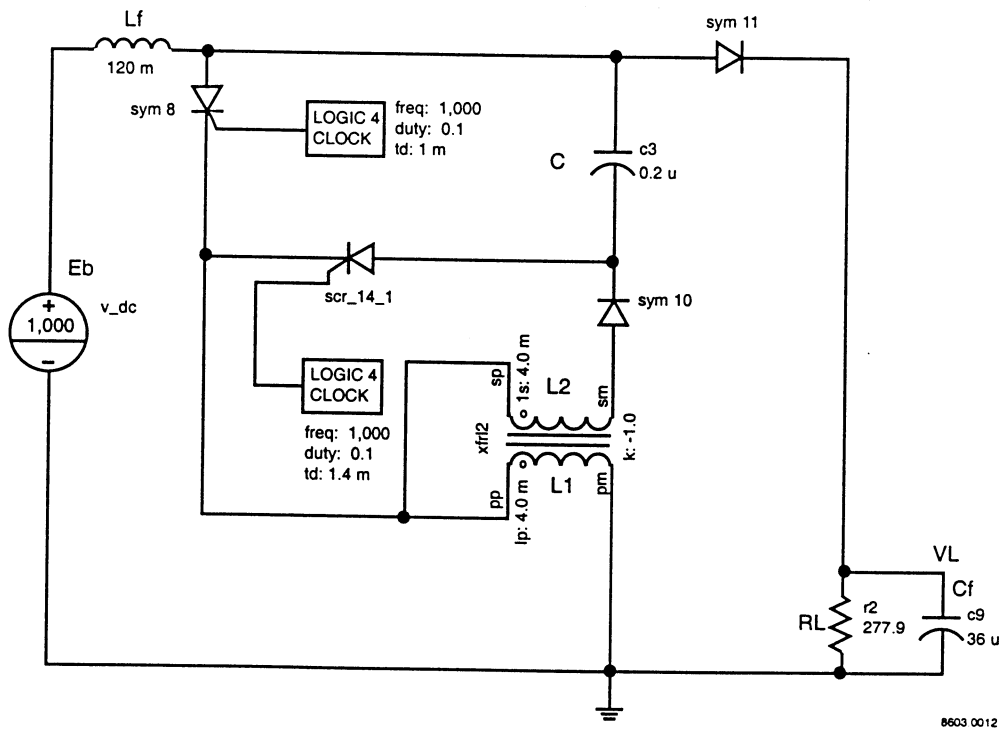 Lf
120 m
sym 11
sym 8
LOGIC 4
CLOCK
freq: 1,000
duty: 0.1
td: 1 m
C
c3
0.2 u
Eb
v_dc
+
1,000
–
scr_14_1
sym 10
LOGIC 4
CLOCK
freq: 1,000
duty: 0.1
td: 1.4 m
sp
1s: 4.0 m
L2
sm
xfrl2
k: -1.0
pp
lp: 4.0 m
L1
pm
VL
Cf
RL
r2
277.9
c9
36 u
8603 0012